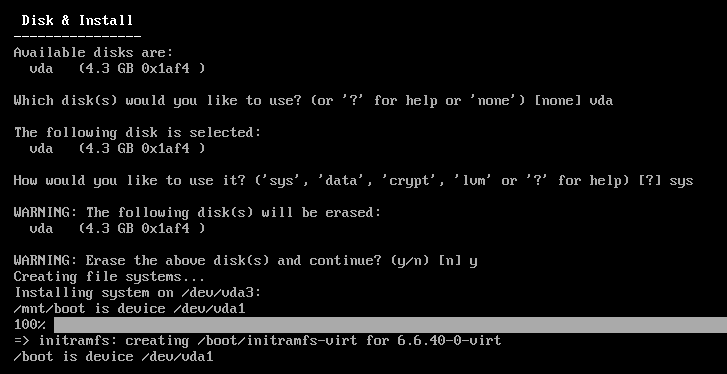 Disk & Install
----------------
Available disks are:
vda (4.3 GB 0x1af4 )
Which disk(s) would you like to use? (or '?' for help or 'none') [none] vda
The following disk is selected:
vda (4.3 GB 0x1af4 )
How would you like to use it? ('sys', 'data', 'crypt', 'lvm' or '?' for help) [?] sys
WARNING: The following disk(s) will be erased:
vda (4.3 GB 0x1af4 )
WARNING: Erase the above disk(s) and continue? (y/n) [n] y
Creating file systems...
Installing system on /dev/vda3:
/mnt/boot is device /dev/vda1
100%
=> initramfs: creating /boot/initramfs-virt for 6.6.40-0-virt
/boot is device /dev/vda1